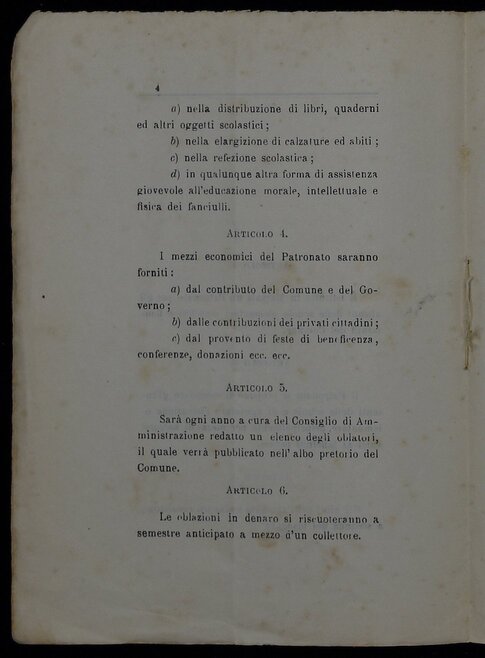 4
a) nella distribuzione di libri, quaderni
ed altri oggetti scolastici;
b) nella elargizione di calzature ed abiti;
c) nella refezione scolastica;
d) in qualunque altra forma di assistenza
giovevole all'educazione morale, intellettuale e
fisica dei fanciulli.
ARTICOLO 4.
I mezzi economici del Patronato saranno
forniti:
a) dal contributo del Comune e del Go-
verno;
b) dalle contribuzioni dei privati cittadini;
c) dal provento di feste di beneficenza,
conferenze, donazioni ecc. ecc.
ARTICOLO 5.
Sarà ogni anno a cura del Consiglio di Am-
ministrazione redatto un elenco degli oblatori,
il quale verrà pubblicato nell'albo pretorio del
Comune.
ARTICOLO 6.
Le oblazioni in denaro si riscuoteranno a
semestre anticipato a mezzo d'un collettore.